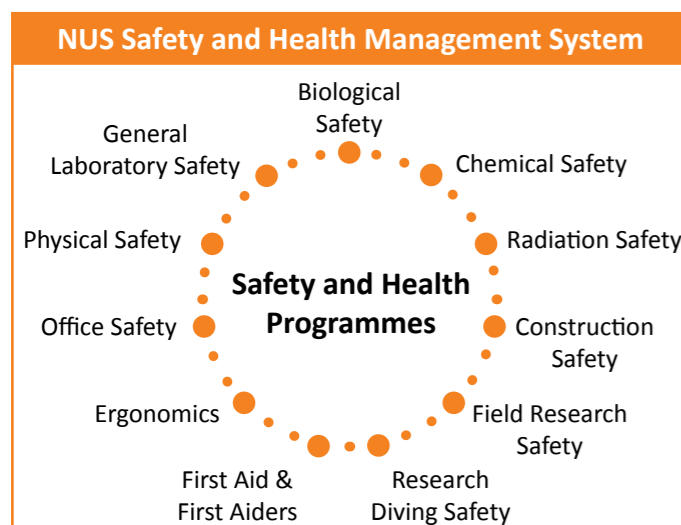 NUS Safety and Health Management System
Biological
Safety
General
Laboratory Safety
Chemical Safety
Physical Safety
Radiation Safety
Safety and Health
Programmes
Office Safety
Construction
Safety
Ergonomics
Field Research
Safety
First Aid &
First Aiders
Research
Diving Safety